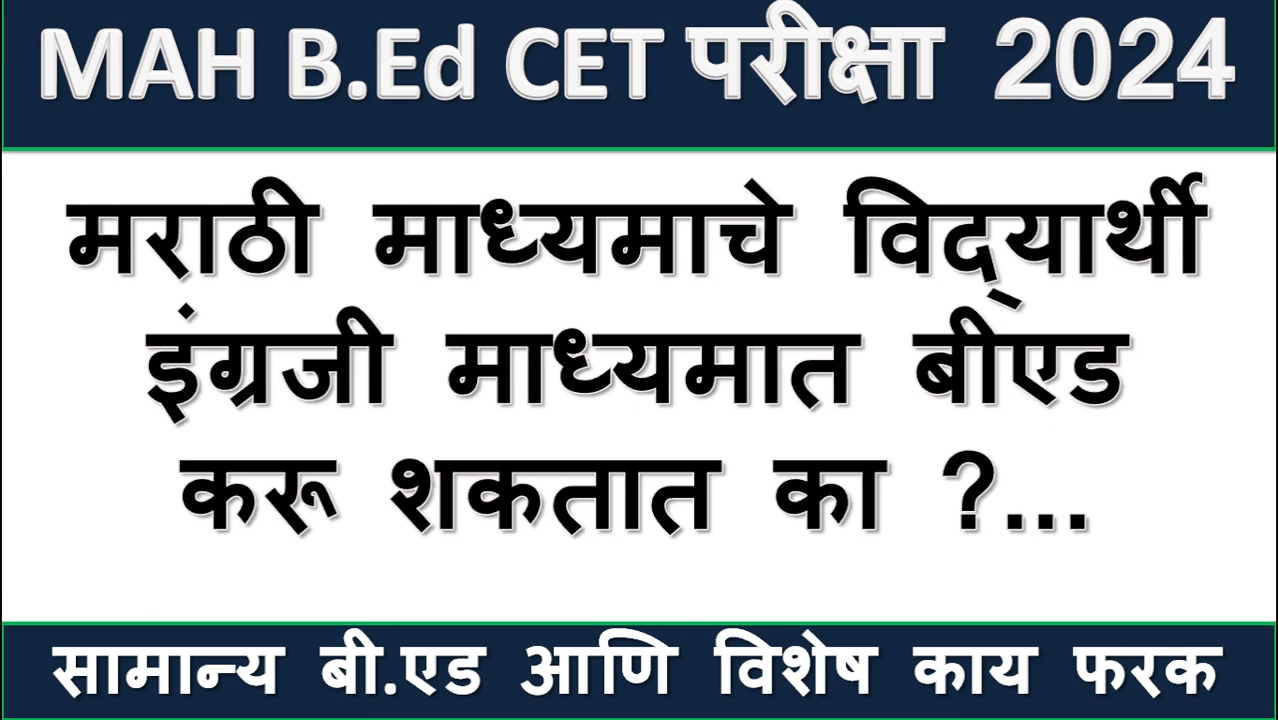 MAH B.Ed CET परीक्षा 2024
मराठी माध्यमाचे विद्‌यार्थी
इंग्रजी माध्यमात बीएड
करू शकतात का ?...
सामान्य बी.एड आणि विशेष काय फरक